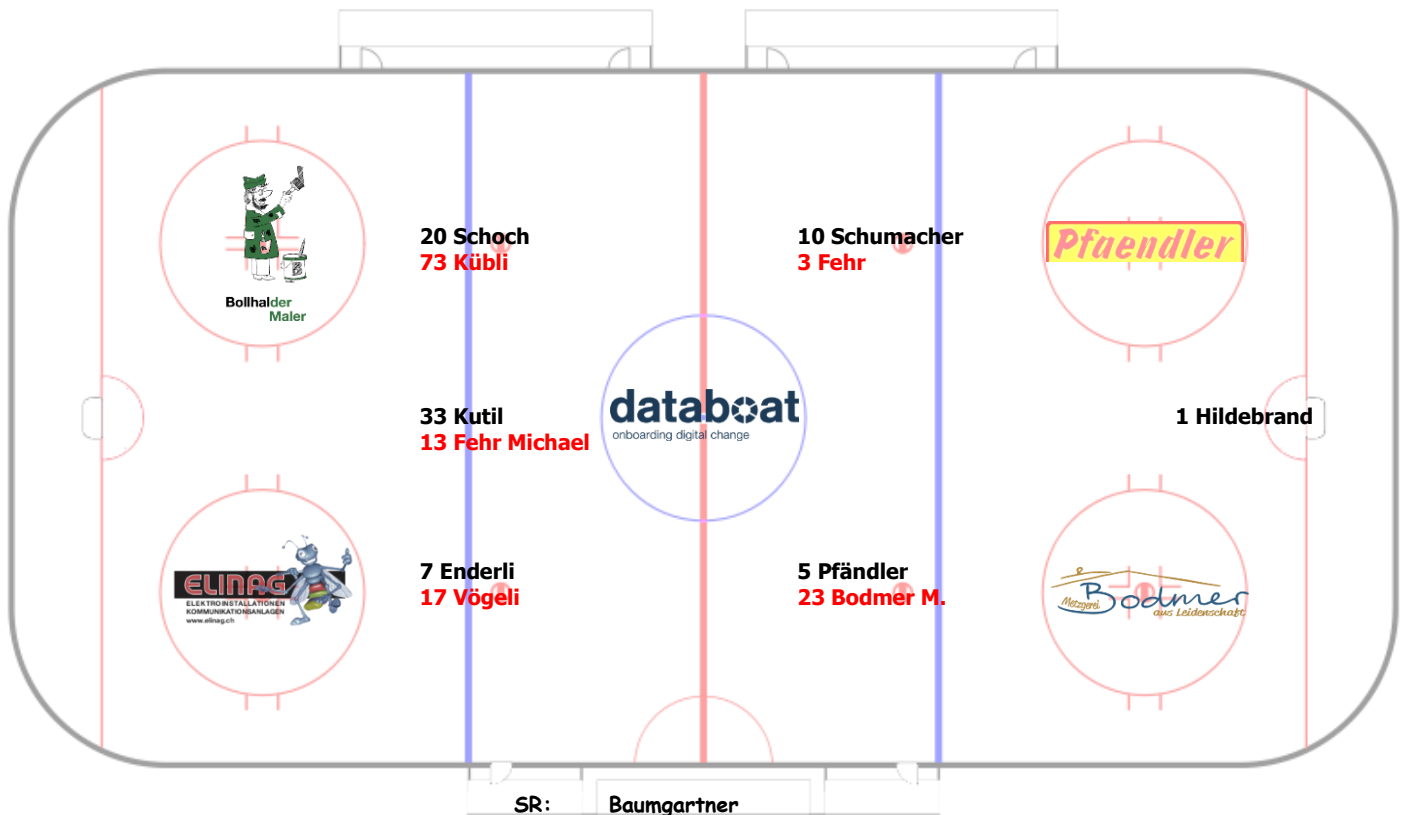 20 Schoch
73 Kübli
10 Schumacher
3 Fehr
Pfaendler
Bollhalder
Maler
33 Kutil
13 Fehr Michael
databoat
onboarding digital change
1 Hildebrand
7 Enderli
17 Vögeli
5 Pfändler
23 Bodmer M.
ELINAG
ELEKTROINSTALLATIONEN
KOMMUNIKATIONSANLAGEN
www.elinag.ch
Metzgerei
Bodmer
aus Leidenschaft
SR: Baumgartner